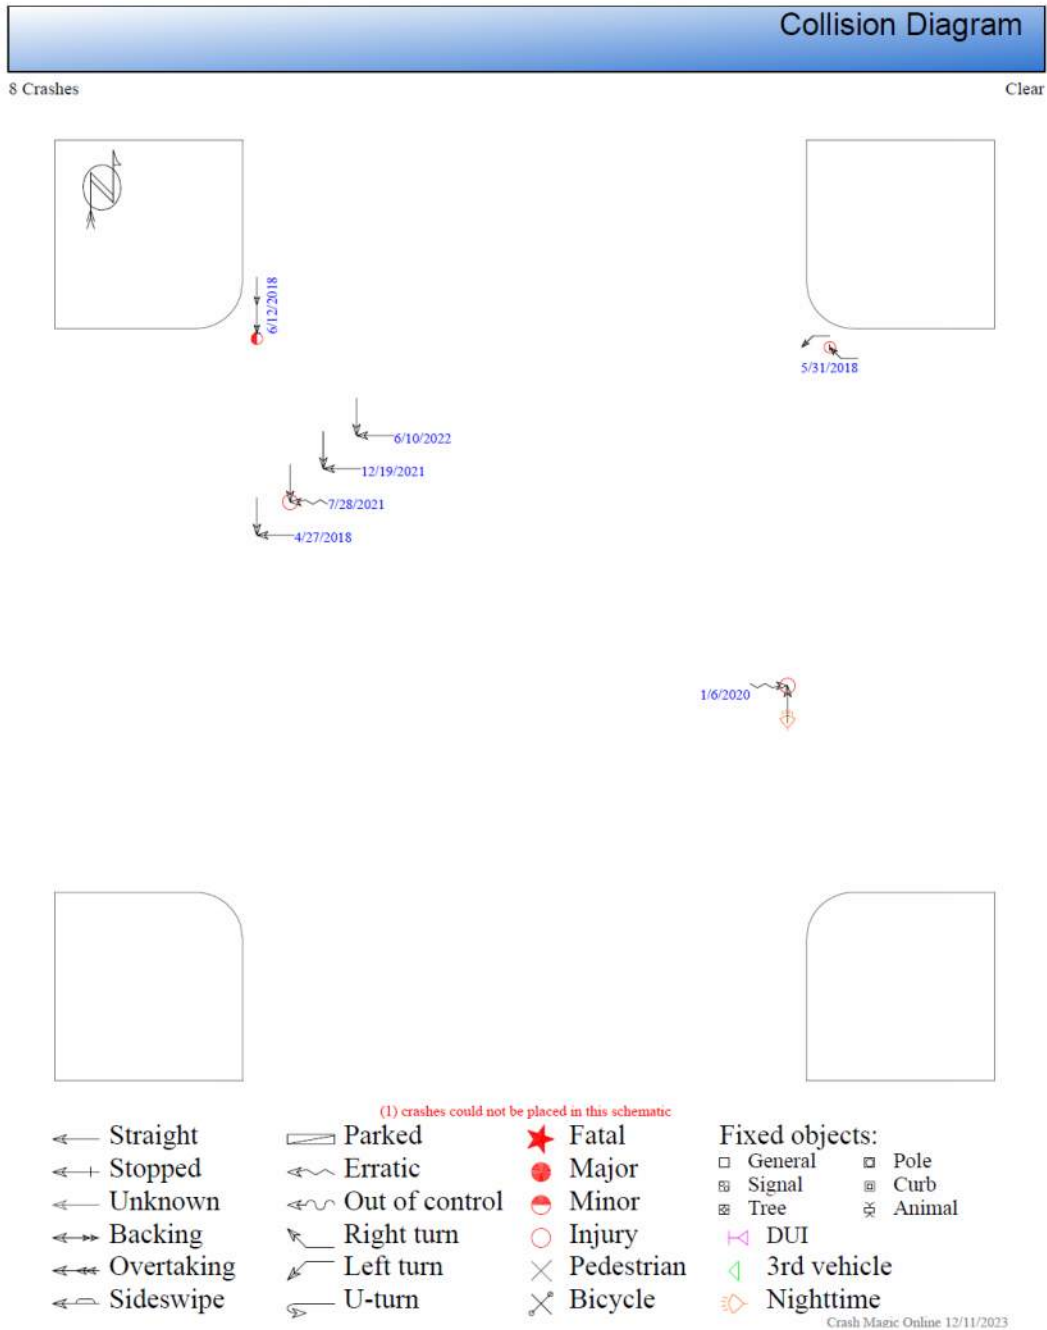 Collision Diagram
8 Crashes
Clear
N
6/12/2018
5/31/2018
6/10/2022
12/19/2021
7/28/2021
4/27/2018
1/6/2020
(1) crashes could not be placed in this schematic
Straight
Stopped
Unknown
Backing
Overtaking
Sideswipe
Parked
Erratic
Out of control
Right turn
Left turn
U-turn
Fatal
Major
Minor
Injury
Pedestrian
Bicycle
Fixed objects:
General
Pole
Signal
Curb
Tree
Animal
DUI
3rd vehicle
Nighttime
Crash Magic Online 12/11/2023